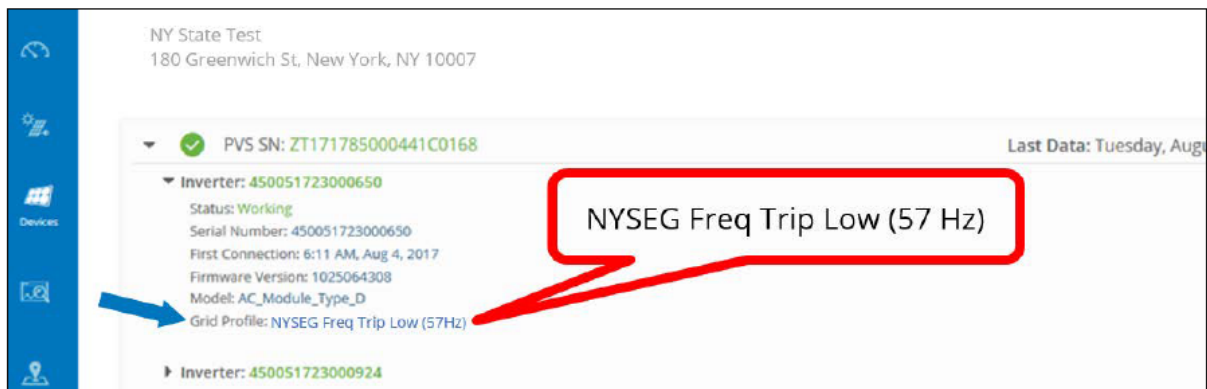 NY State Test
180 Greenwich St, New York, NY 10007
PVS SN: ZT171785000441C0168
Last Data: Tuesday, Aug
Inverter: 450051723000650
Status: Working
Serial Number: 450051723000650
First Connection: 6:11 AM, Aug 4, 2017
Firmware Version: 1025064308
Model: AC_Module_Type_D
Grid Profile: NYSEG Freq Trip Low (57Hz)
NYSEG Freq Trip Low (57 Hz)
Inverter: 450051723000924
Devices